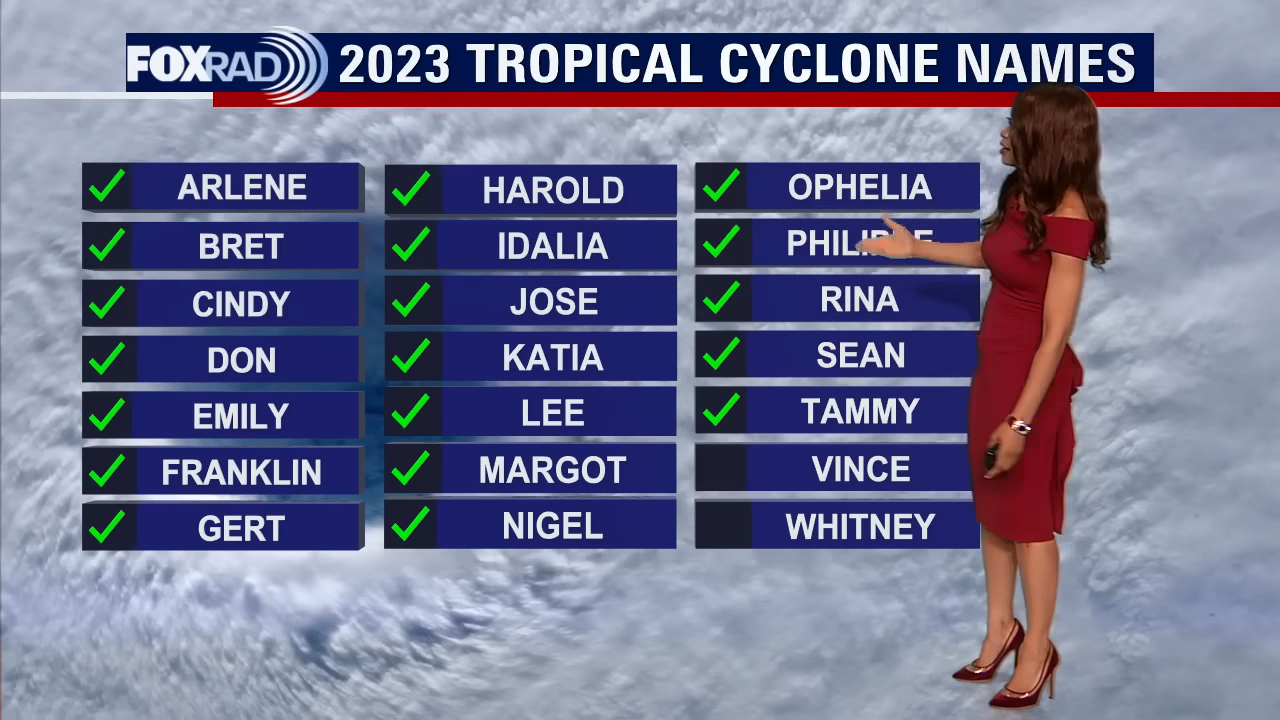 FOXRAD 2023 TROPICAL CYCLONE NAMES
ARLENE
BRET
CINDY
DON
EMILY
FRANKLIN
GERT
HAROLD
IDALIA
JOSE
KATIA
LEE
MARGOT
NIGEL
OPHELIA
RINA
SEAN
TAMMY
VINCE
WHITNEY